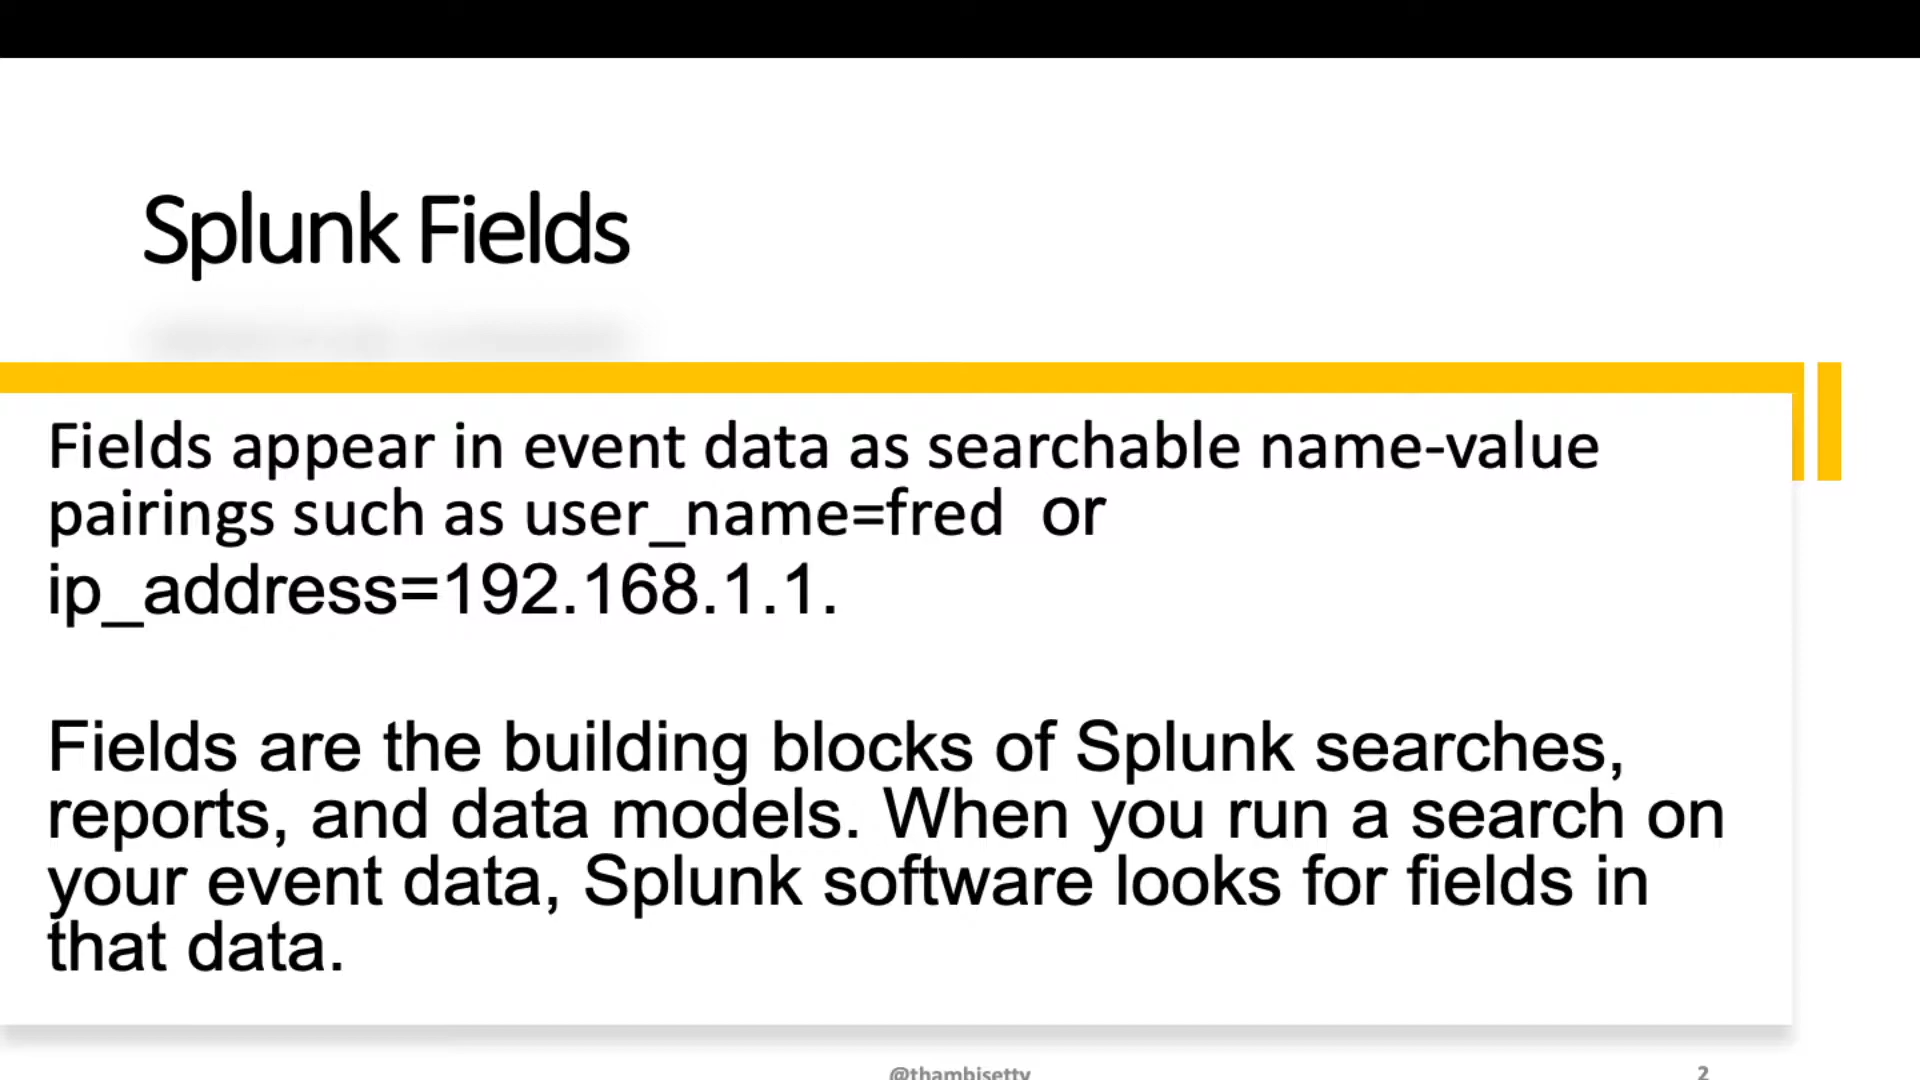 Splunk Fields
Fields appear in event data as searchable name-value
pairings such as user_name=fred or
ip_address=192.168.1.1.
Fields are the building blocks of Splunk searches,
reports, and data models. When you run a search on
your event data, Splunk software looks for fields in
that data.
@thambisetty
2